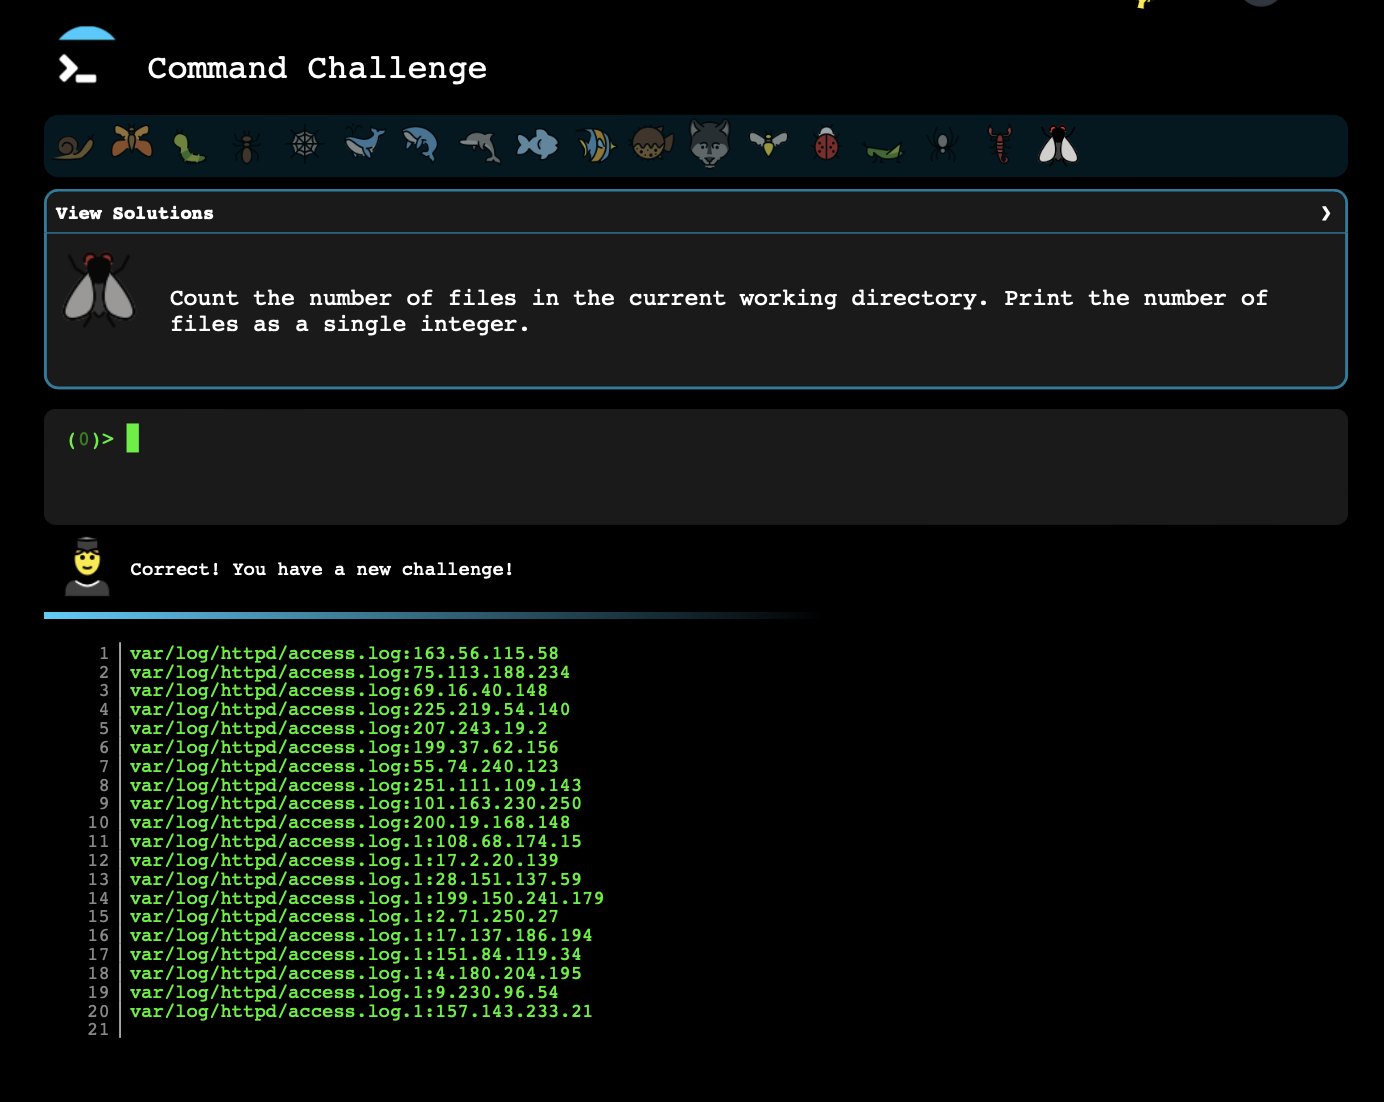 Command Challenge
View Solutions ❯
Count the number of files in the current working directory. Print the number of
files as a single integer.
(0)>
Correct! You have a new challenge!
1 var/log/httpd/access.log:163.56.115.58
2 var/log/httpd/access.log:75.113.188.234
3 var/log/httpd/access.log:69.16.40.148
4 var/log/httpd/access.log:225.219.54.140
5 var/log/httpd/access.log:207.243.19.2
6 var/log/httpd/access.log:199.37.62.156
7 var/log/httpd/access.log:55.74.240.123
8 var/log/httpd/access.log:251.111.109.143
9 var/log/httpd/access.log:101.163.230.250
10 var/log/httpd/access.log:200.19.168.148
11 var/log/httpd/access.log.1:108.68.174.15
12 var/log/httpd/access.log.1:17.2.20.139
13 var/log/httpd/access.log.1:28.151.137.59
14 var/log/httpd/access.log.1:199.150.241.179
15 var/log/httpd/access.log.1:2.71.250.27
16 var/log/httpd/access.log.1:17.137.186.194
17 var/log/httpd/access.log.1:151.84.119.34
18 var/log/httpd/access.log.1:4.180.204.195
19 var/log/httpd/access.log.1:9.230.96.54
20 var/log/httpd/access.log.1:157.143.233.21
21